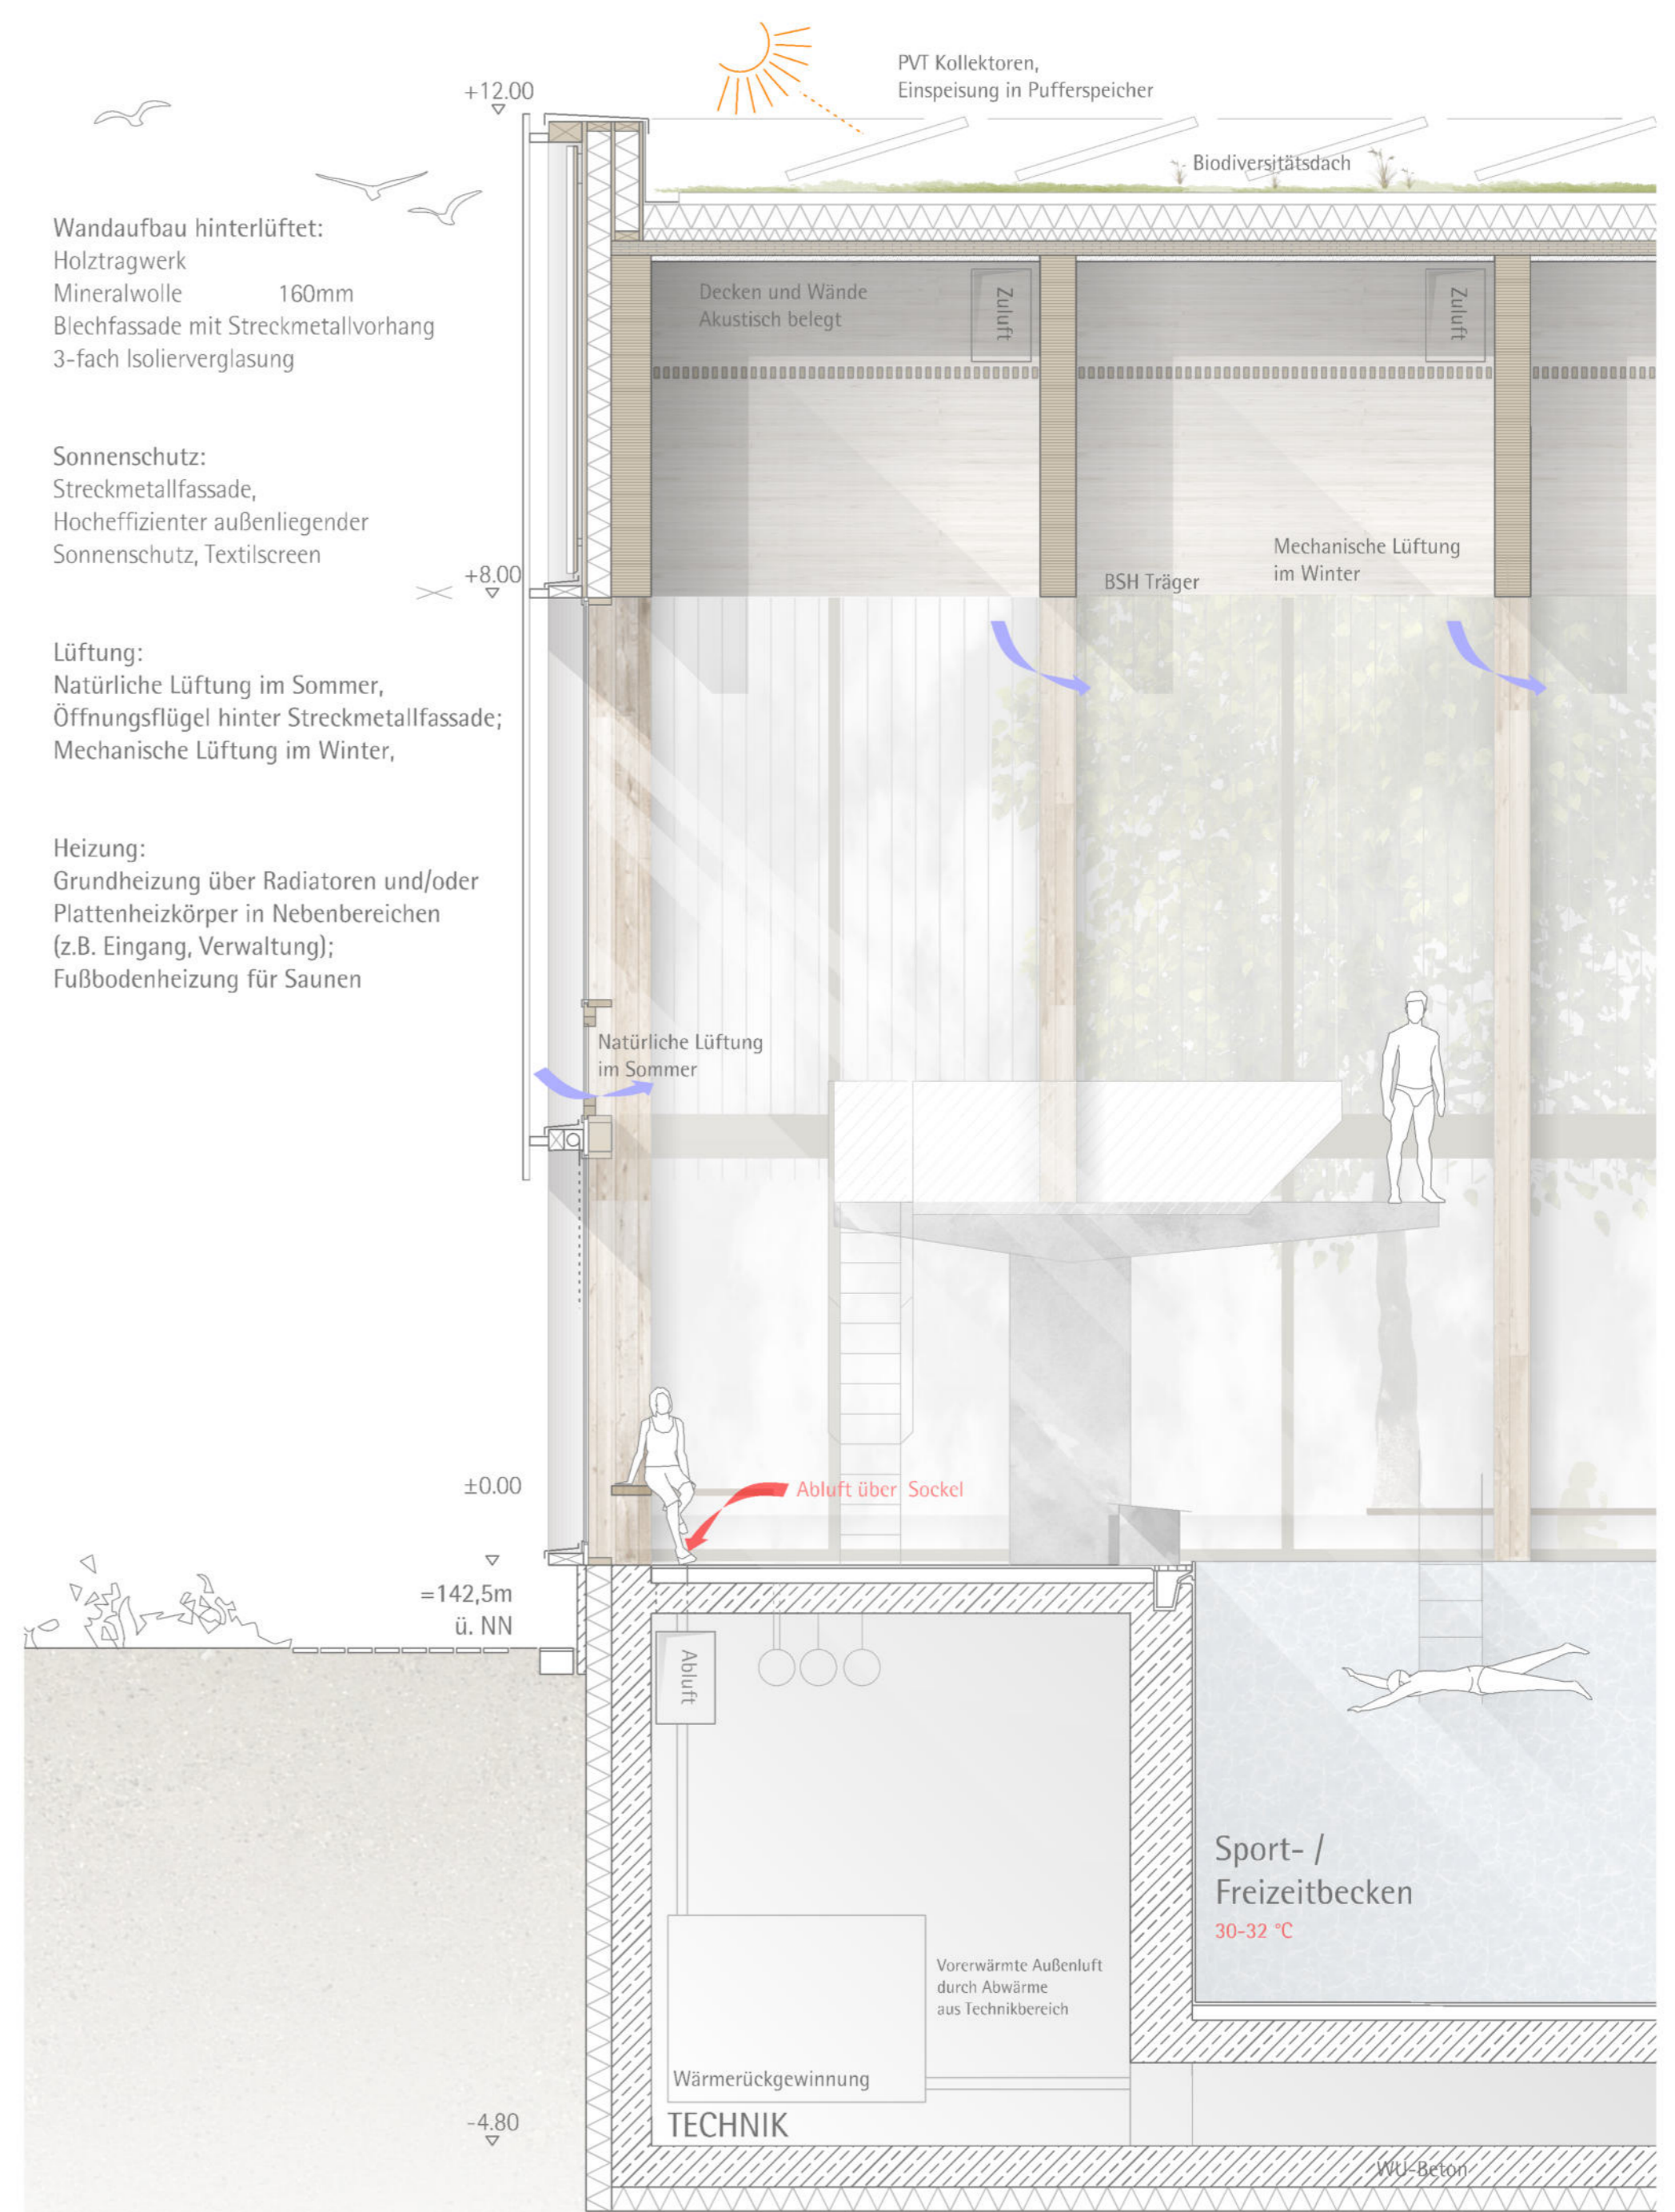 PVT Kollektoren,
Einspeisung in Pufferspeicher
+12.00
Biodiversitätsdach
Wandaufbau hinterlüftet:
Holztragwerk
Mineralwolle 160mm
Blechfassade mit Streckmetallvorhang
3-fach Isolierverglasung
Decken und Wände
Akustisch belegt
Zuluft
Zuluft
Sonnenschutz:
Streckmetallfassade,
Hocheffizienter außenliegender
Sonnenschutz, Textilscreen
+8.00
BSH Träger
Mechanische Lüftung
im Winter
Lüftung:
Natürliche Lüftung im Sommer,
Öffnungsflügel hinter Streckmetallfassade;
Mechanische Lüftung im Winter,
Heizung:
Grundheizung über Radiatoren und/oder
Plattenheizkörper in Nebenbereichen
(z.B. Eingang, Verwaltung);
Fußbodenheizung für Saunen
Natürliche Lüftung
im Sommer
±0.00
Abluft über Sockel
=142,5m
ü. NN
Abluft
Sport- /
Freizeitbecken
30-32 °C
Vorerwärmte Außenluft
durch Abwärme
aus Technikbereich
Wärmerückgewinnung
TECHNIK
-4.80
WU-Beton